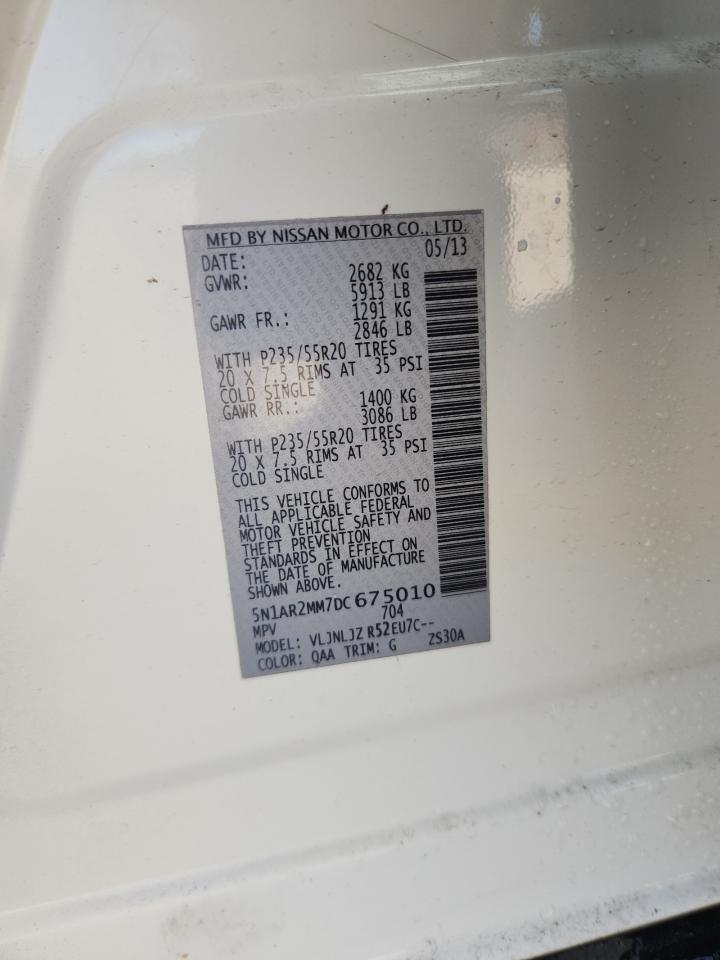 MFD BY NISSAN MOTOR CO., LTD.
DATE: 05/13
GVWR: 2682 KG
5913 LB
GAWR FR.: 1291 KG
2846 LB
WITH P235/55R20 TIRES
20 X 7.5 RIMS AT 35 PSI
COLD SINGLE
GAWR RR.: 1400 KG
3086 LB
WITH P235/55R20 TIRES
20 X 7.5 RIMS AT 35 PSI
COLD SINGLE
THIS VEHICLE CONFORMS TO
ALL APPLICABLE FEDERAL
MOTOR VEHICLE SAFETY AND
THEFT PREVENTION
STANDARDS IN EFFECT ON
THE DATE OF MANUFACTURE
SHOWN ABOVE.
5N1AR2MM7DC675010
MPV 704
MODEL: VLJNLJZ R52EU7C--
COLOR: QAA TRIM: G ZS30A